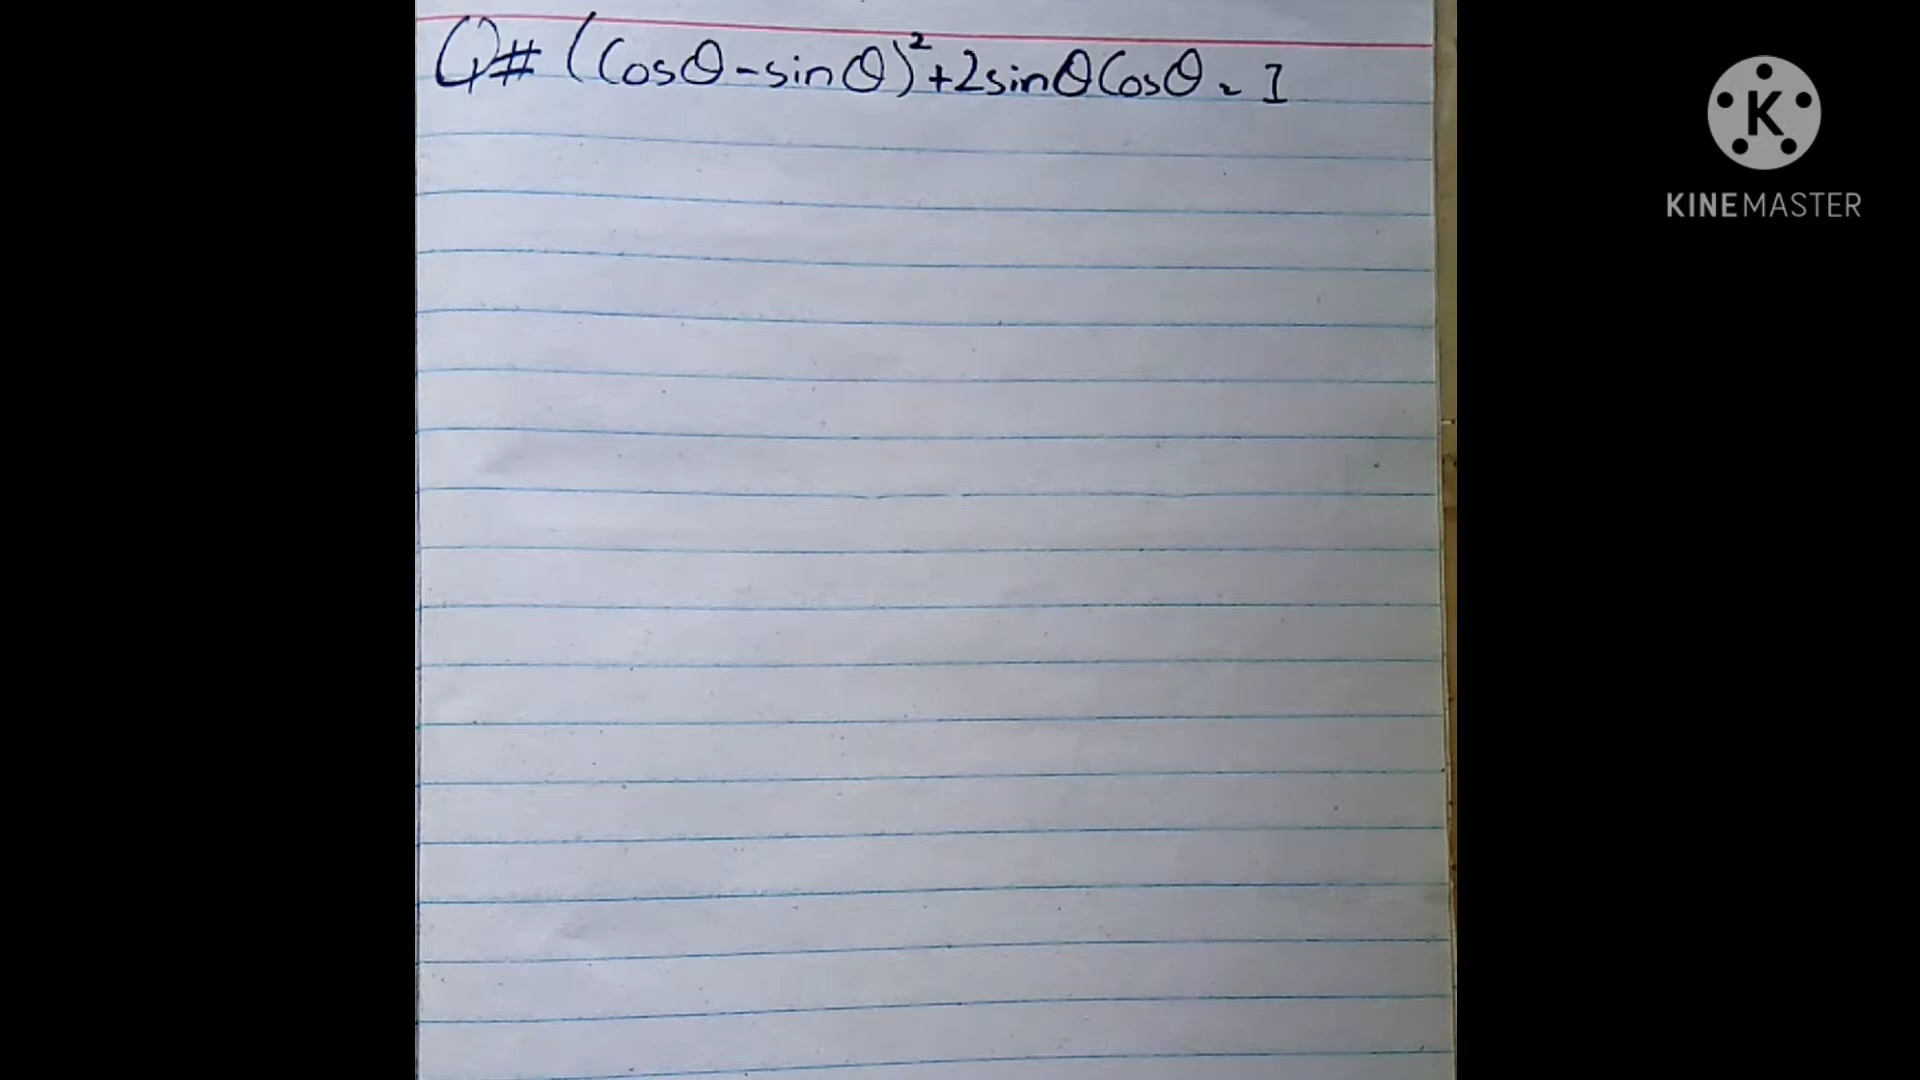 Q# (Cosθ-sinθ)²+2sinθCosθ = 1
K
KINEMASTER